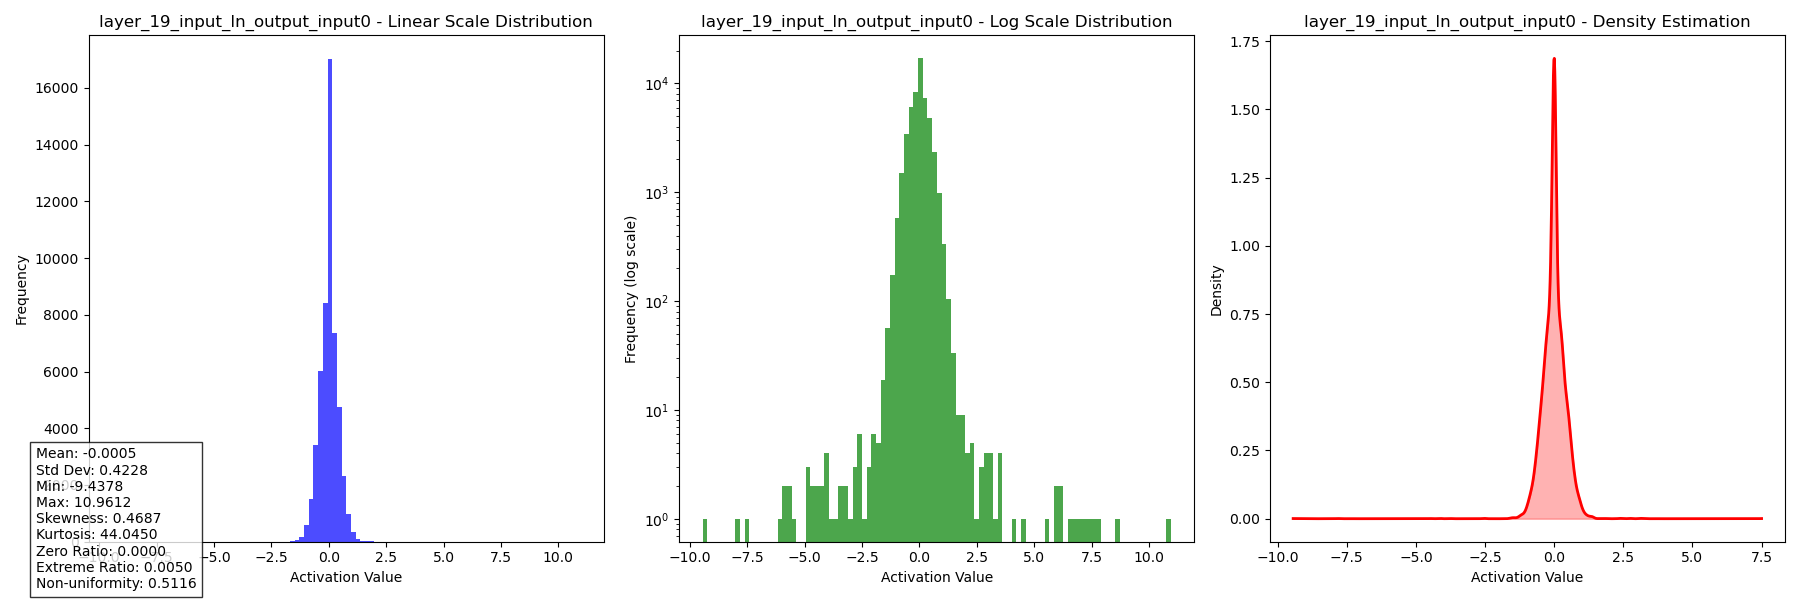 layer_19_input_ln_output_input0 - Linear Scale Distribution
16000
14000
12000
10000
8000
6000
4000
Frequency
−5.0
−2.5
0.0
2.5
5.0
7.5
10.0
Activation Value
Mean: -0.0005
Std Dev: 0.4228
Min: -9.4378
Max: 10.9612
Skewness: 0.4687
Kurtosis: 44.0450
Zero Ratio: 0.0000
Extreme Ratio: 0.0050
Non-uniformity: 0.5116
layer_19_input_ln_output_input0 - Log Scale Distribution
10⁴
10³
10²
10¹
10⁰
Frequency (log scale)
−10.0
−7.5
−5.0
−2.5
0.0
2.5
5.0
7.5
10.0
Activation Value
layer_19_input_ln_output_input0 - Density Estimation
1.75
1.50
1.25
1.00
0.75
0.50
0.25
0.00
Density
−10.0
−7.5
−5.0
−2.5
0.0
2.5
5.0
7.5
Activation Value